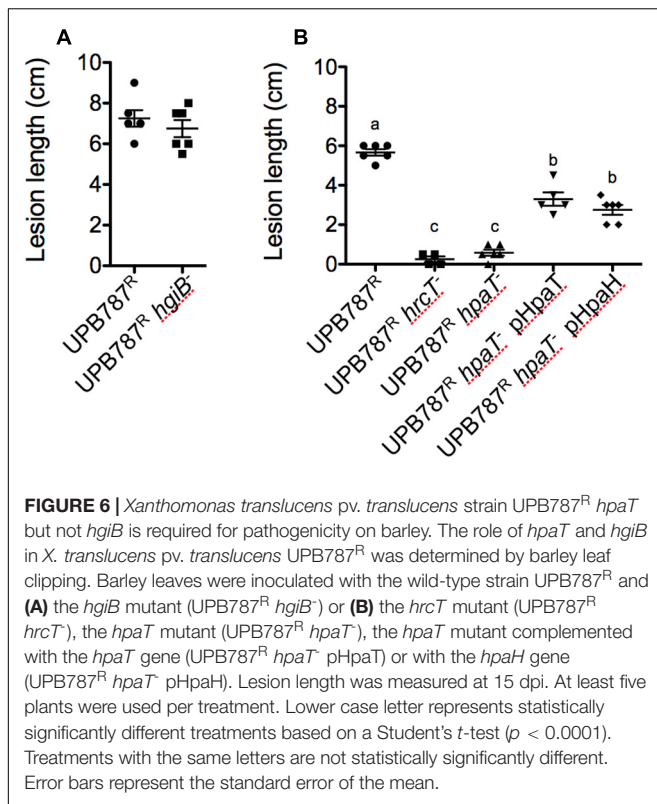 A
B
Lesion length (cm)
10
8
6
4
2
0
UPB787R
UPB787R hgiB-
Lesion length (cm)
10
8
6
4
2
0
a
c
c
b
b
UPB787R
UPB787R hrcT-
UPB787R hpaT-
UPB787R hpaT- pHpaT
UPB787R hpaT- pHpaH
FIGURE 6 | Xanthomonas translucens pv. translucens strain UPB787R hpaT
but not hgiB is required for pathogenicity on barley. The role of hpaT and hgiB
in X. translucens pv. translucens UPB787R was determined by barley leaf
clipping. Barley leaves were inoculated with the wild-type strain UPB787R and
(A) the hgiB mutant (UPB787R hgiB-) or (B) the hrcT mutant (UPB787R
hrcT-), the hpaT mutant (UPB787R hpaT-), the hpaT mutant complemented
with the hpaT gene (UPB787R hpaT- pHpaT) or with the hpaH gene
(UPB787R hpaT- pHpaH). Lesion length was measured at 15 dpi. At least five
plants were used per treatment. Lower case letter represents statistically
significantly different treatments based on a Student's t-test (p < 0.0001).
Treatments with the same letters are not statistically significantly different.
Error bars represent the standard error of the mean.